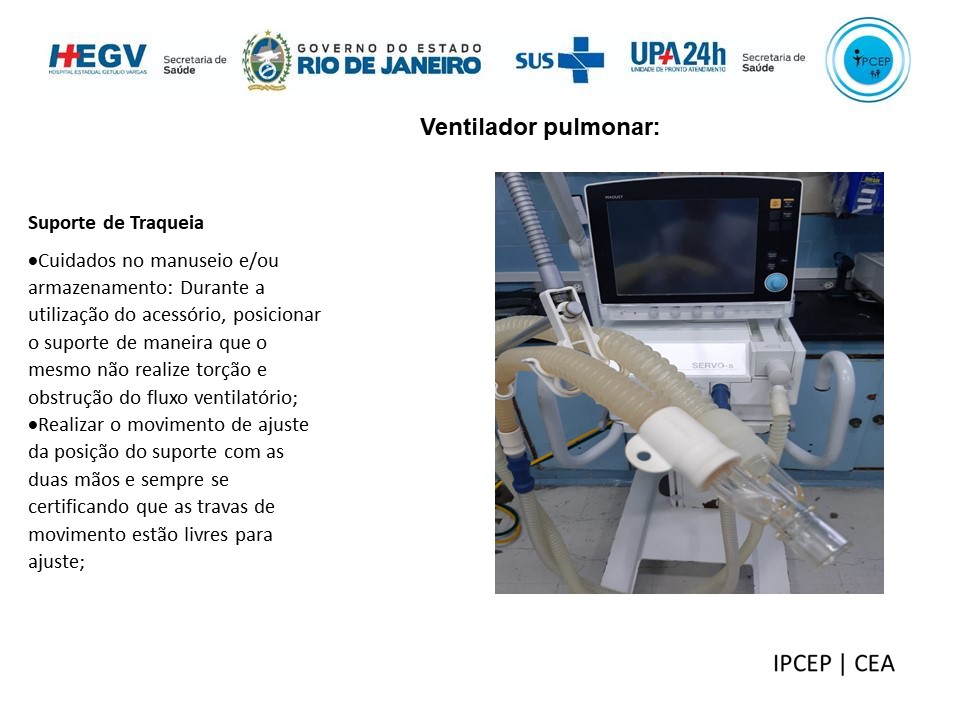 HEGV
HOSPITAL ESTADUAL GETÚLIO VARGAS
Secretaria de
Saúde
GOVERNO DO ESTADO
RIO DE JANEIRO
SUS
UPA 24h
UNIDADE DE PRONTO ATENDIMENTO
Secretaria de
Saúde
IPCEP
Ventilador pulmonar:
Suporte de Traqueia
•Cuidados no manuseio e/ou
armazenamento: Durante a
utilização do acessório, posicionar
o suporte de maneira que o
mesmo não realize torção e
obstrução do fluxo ventilatório;
•Realizar o movimento de ajuste
da posição do suporte com as
duas mãos e sempre se
certificando que as travas de
movimento estão livres para
ajuste;
MAQUET
SERVO-s
IPCEP | CEA